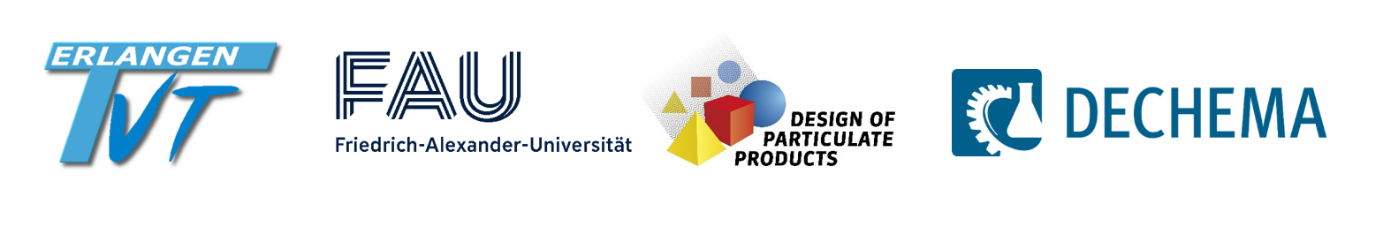 ERLANGEN
TVT
FAU
Friedrich-Alexander-Universität
DESIGN OF
PARTICULATE
PRODUCTS
DECHEMA